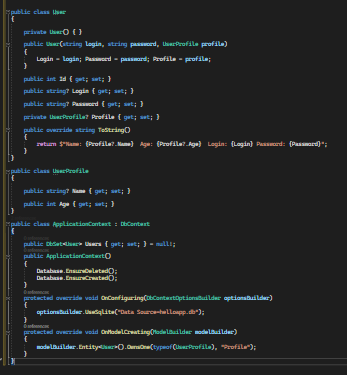 public class User
{
private User() { }
public User(string login, string password, UserProfile profile)
{
Login = login; Password = password; Profile = profile;
}
public int Id { get; set; }
public string? Login { get; set; }
public string? Password { get; set; }
private UserProfile? Profile { get; set; }
public override string ToString()
{
return $"Name: {Profile?.Name}  Age: {Profile?.Age}  Login: {Login} Password: {Password}";
}
}
public class UserProfile
{
public string? Name { get; set; }
public int Age { get; set; }
}
public class ApplicationContext : DbContext
{
public DbSet<User> Users { get; set; } = null!;
public ApplicationContext()
{
Database.EnsureDeleted();
Database.EnsureCreated();
}
protected override void OnConfiguring(DbContextOptionsBuilder optionsBuilder)
{
optionsBuilder.UseSqlite("Data Source=helloapp.db");
}
protected override void OnModelCreating(ModelBuilder modelBuilder)
{
modelBuilder.Entity<User>().OwnsOne(typeof(UserProfile), "Profile");
}
}